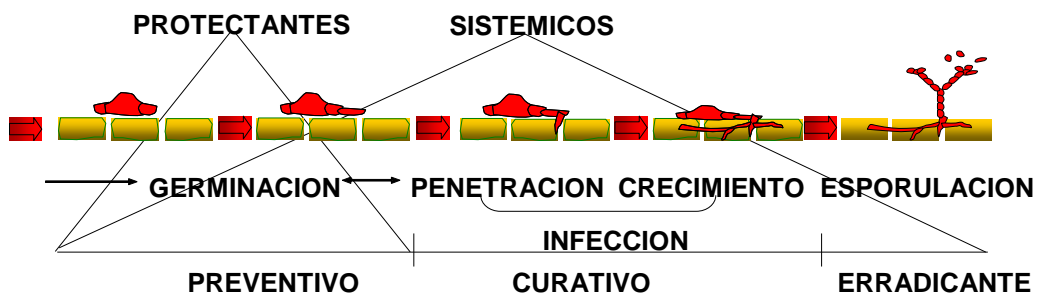 PROTECTANTES SISTEMICOS
GERMINACION PENETRACION CRECIMIENTO ESPORULACION
INFECCION
PREVENTIVO CURATIVO ERRADICANTE